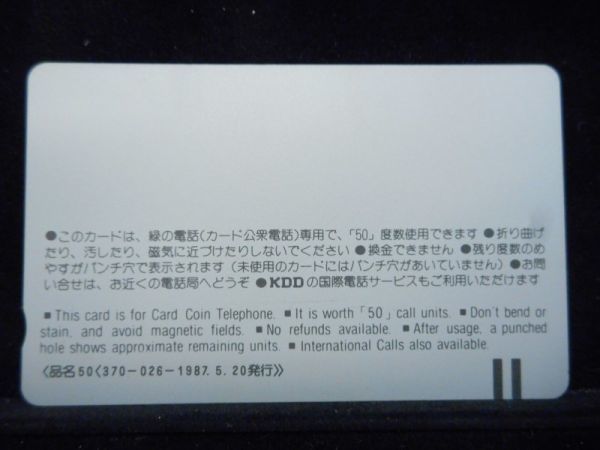 ●このカードは、緑の電話(カード公衆電話)専用で、「50」度数使用できます ●折り曲げ
たり、汚したり、磁気に近づけたりしないでください ●換金できません ●残り度数のめ
やすがパンチ穴で表示されます (未使用のカードにはパンチ穴があいていません) ●お問
い合せは、お近くの電話局へどうぞ ●KDDの国際電話サービスもご利用いただけます
■ This card is for Card Coin Telephone. ■ It is worth「50」call units. ■ Don't bend or
stain, and avoid magnetic fields. ■ No refunds available. ■ After usage, a punched
hole shows approximate remaining units. ■ International Calls also available.
《品名50〈370-026-1987. 5. 20発行〉》